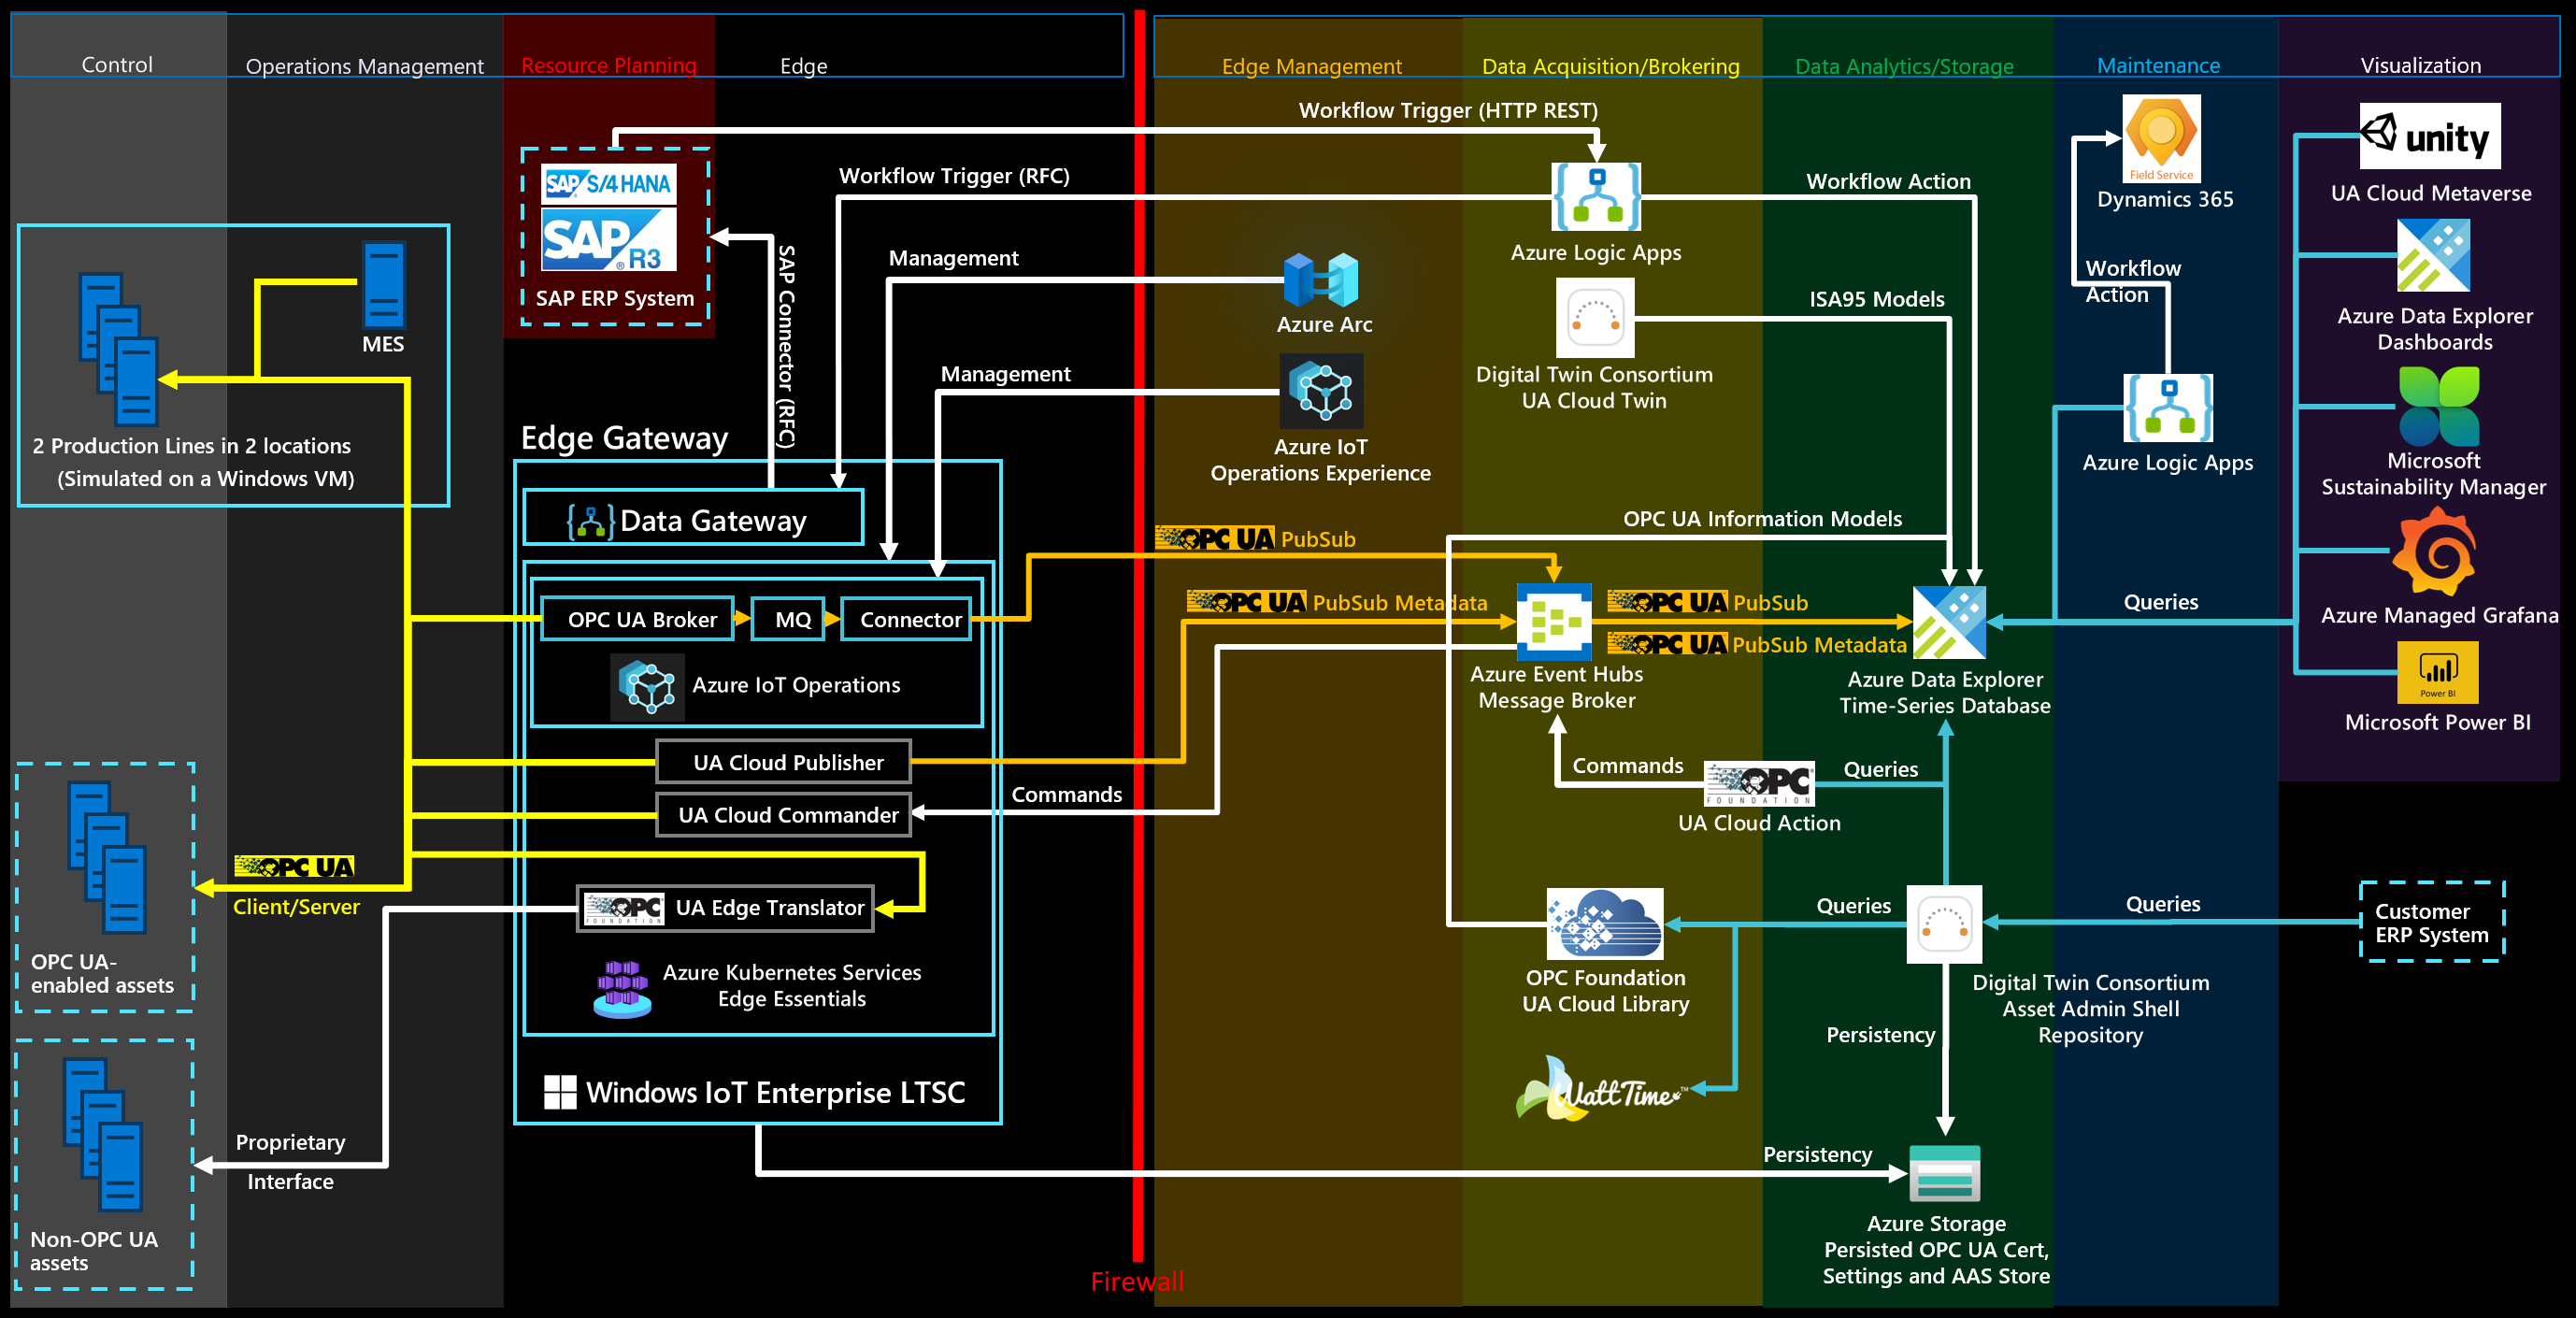 Control
Operations Management
Resource Planning
Edge
Edge Management
Data Acquisition/Brokering
Data Analytics/Storage
Maintenance
Visualization
Workflow Trigger (HTTP REST)
SAP S/4 HANA
SAP R3
®
SAP ERP System
Workflow Trigger (RFC)
SAP Connector (RFC)
Workflow Action
Azure Logic Apps
Field Service
Dynamics 365
unity
UA Cloud Metaverse
Management
Azure Arc
ISA95 Models
Digital Twin Consortium
UA Cloud Twin
Workflow
Action
Azure Logic Apps
Azure Data Explorer
Dashboards
MES
2 Production Lines in 2 locations
(Simulated on a Windows VM)
Management
Azure IoT
Operations Experience
Microsoft
Sustainability Manager
Edge Gateway
Data Gateway
OPC UA Broker
MQ
Connector
Azure IoT Operations
UA Cloud Publisher
UA Cloud Commander
OPC
FOUNDATION
UA Edge Translator
Azure Kubernetes Services
Edge Essentials
Windows IoT Enterprise LTSC
OPC UA PubSub
OPC UA PubSub Metadata
OPC UA Information Models
OPC UA PubSub
OPC UA PubSub Metadata
Azure Event Hubs
Message Broker
Azure Data Explorer
Time-Series Database
Queries
Azure Managed Grafana
Power BI
Microsoft Power BI
Commands
Commands
OPC
FOUNDATION
UA Cloud Action
Queries
OPC UA
Client/Server
OPC UA-
enabled assets
Proprietary
Interface
Non-OPC UA
assets
OPC Foundation
UA Cloud Library
Queries
Digital Twin Consortium
Asset Admin Shell
Repository
Queries
Customer
ERP System
WattTime™
Persistency
Persistency
Azure Storage
Persisted OPC UA Cert,
Settings and AAS Store
Firewall